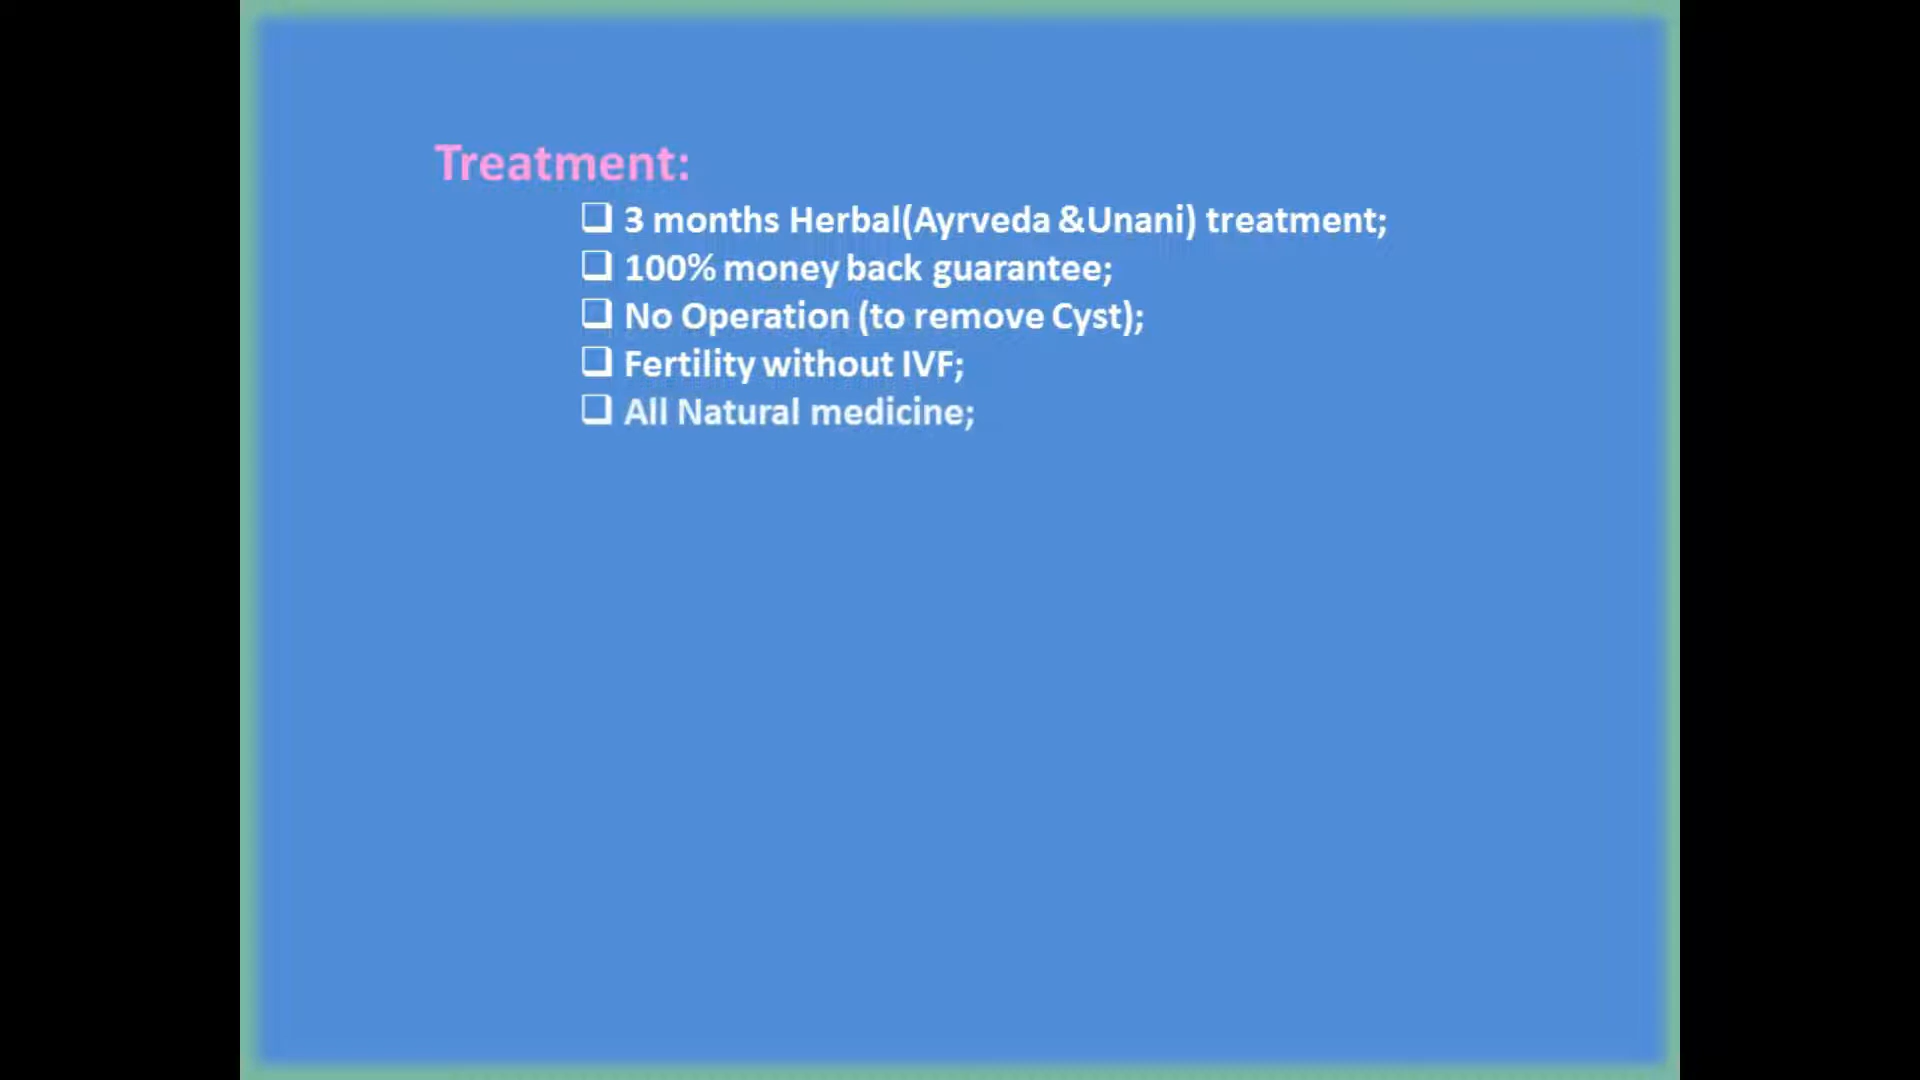 Treatment:
❑ 3 months Herbal(Ayrveda &Unani) treatment;
❑ 100% money back guarantee;
❑ No Operation (to remove Cyst);
❑ Fertility without IVF;
❑ All Natural medicine;